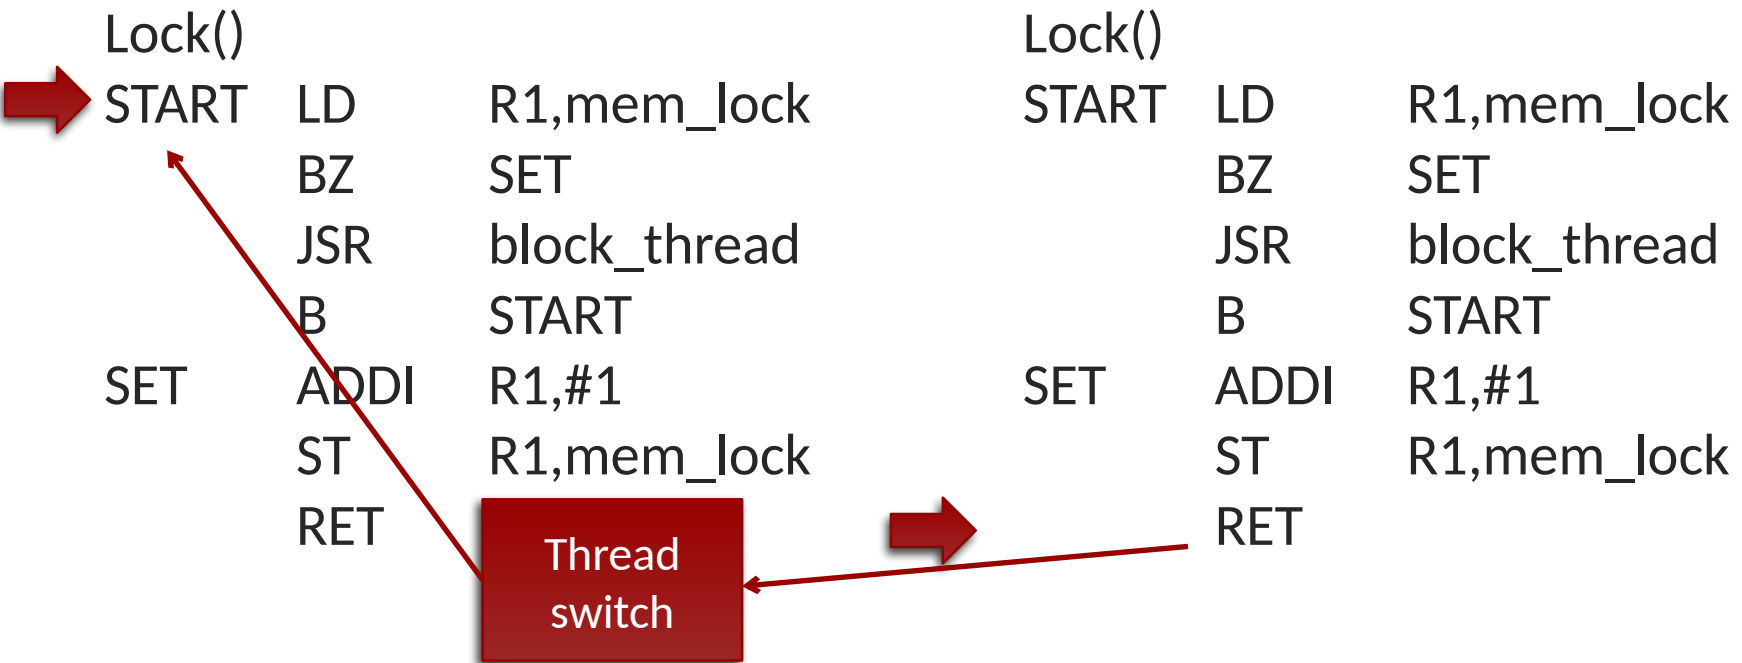 Lock()
START LD R1,mem_lock
BZ SET
JSR block_thread
B START
SET ADDI R1,#1
ST R1,mem_lock
RET
Thread
switch
Lock()
START LD R1,mem_lock
BZ SET
JSR block_thread
B START
SET ADDI R1,#1
ST R1,mem_lock
RET